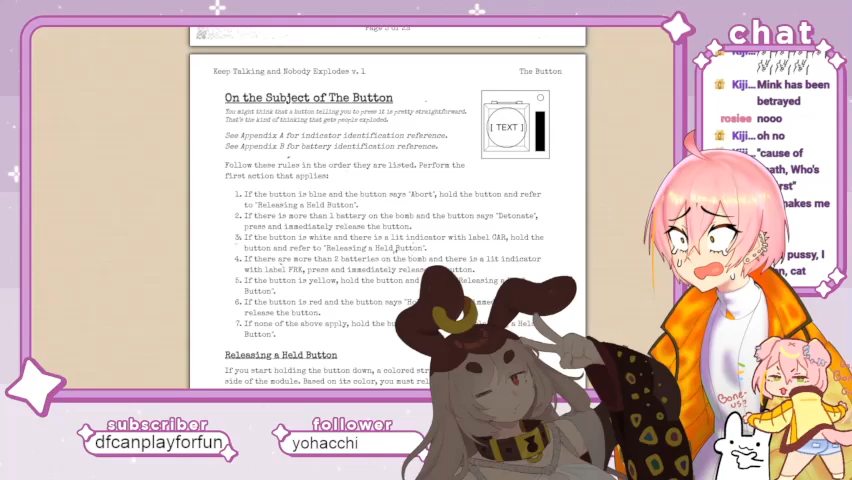 Keep Talking and Nobody Explodes v. 1
The Button
On the Subject of The Button
You might think that a button telling you to press it is pretty straightforward.
That's the kind of thinking that gets people exploded.
See Appendix A for indicator identification reference.
See Appendix B for battery identification reference.
[ TEXT ]
Follow these rules in the order they are listed. Perform the
first action that applies:
1. If the button is blue and the button says "Abort", hold the button and refer
to "Releasing a Held Button".
2. If there is more than 1 battery on the bomb and the button says "Detonate",
press and immediately release the button.
3. If the button is white and there is a lit indicator with label CAR, hold the
button and refer to "Releasing a Held Button".
4. If there are more than 2 batteries on the bomb and there is a lit indicator
with label FRK, press and immediately release button.
5. If the button is yellow, hold the button and
Button".
6. If the button is red and the button says
release the button.
7. If none of the above apply, hold the
Button".
Releasing a Held Button
If you start holding the button down, a colored
side of the module. Based on its color, you must
chat
Kiji... Mink has been
betrayed
rosiee nooo
Kiji... oh no
Kiji... "cause of
Who's
makes me
pussy, I
cat
subscriber
dfcanplayforfun
follower
yohacchi
Bone-
us?